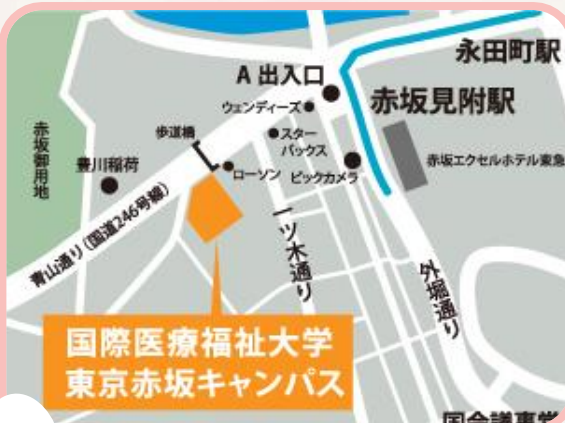 永田町駅
A 出入口
赤坂見附駅
ウェンディーズ
歩道橋
スター
バックス
赤坂御用地
豊川稲荷
ローソン
ビックカメラ
赤坂エクセルホテル東急
青山通り(国道246号線)
一ツ木通り
外堀通り
国際医療福祉大学
東京赤坂キャンパス
国会議事堂